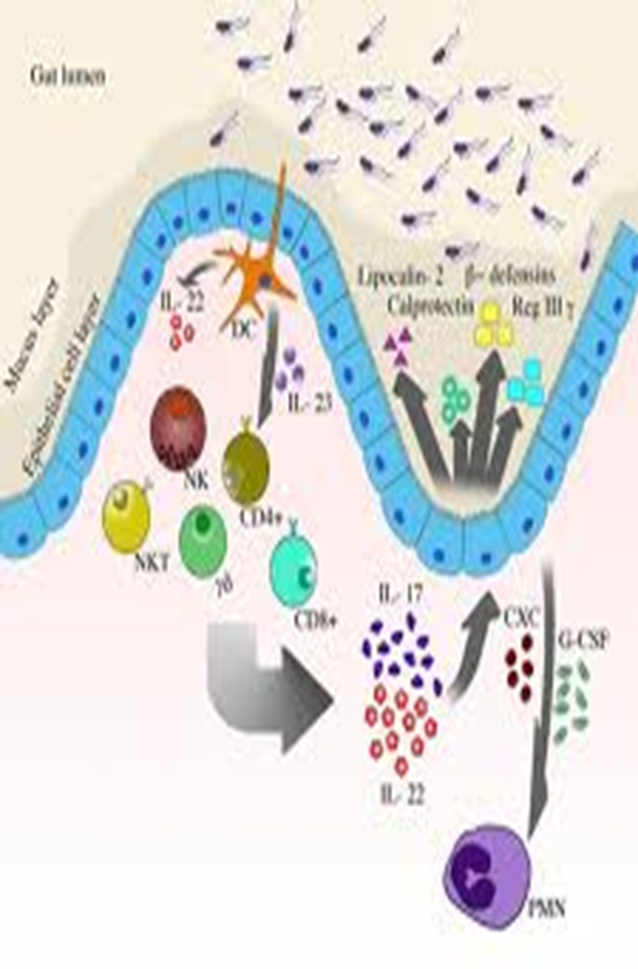 Gut lumen
Mucus layer
Epithelial cell layer
Lipocalin- 2 β- defensins
Calprotectin Reg III γ
IL- 22
DC
IL- 23
NK
CD4+
NKT
γδ
CD8+
IL- 17
CXC
G-CSF
IL- 22
PMN